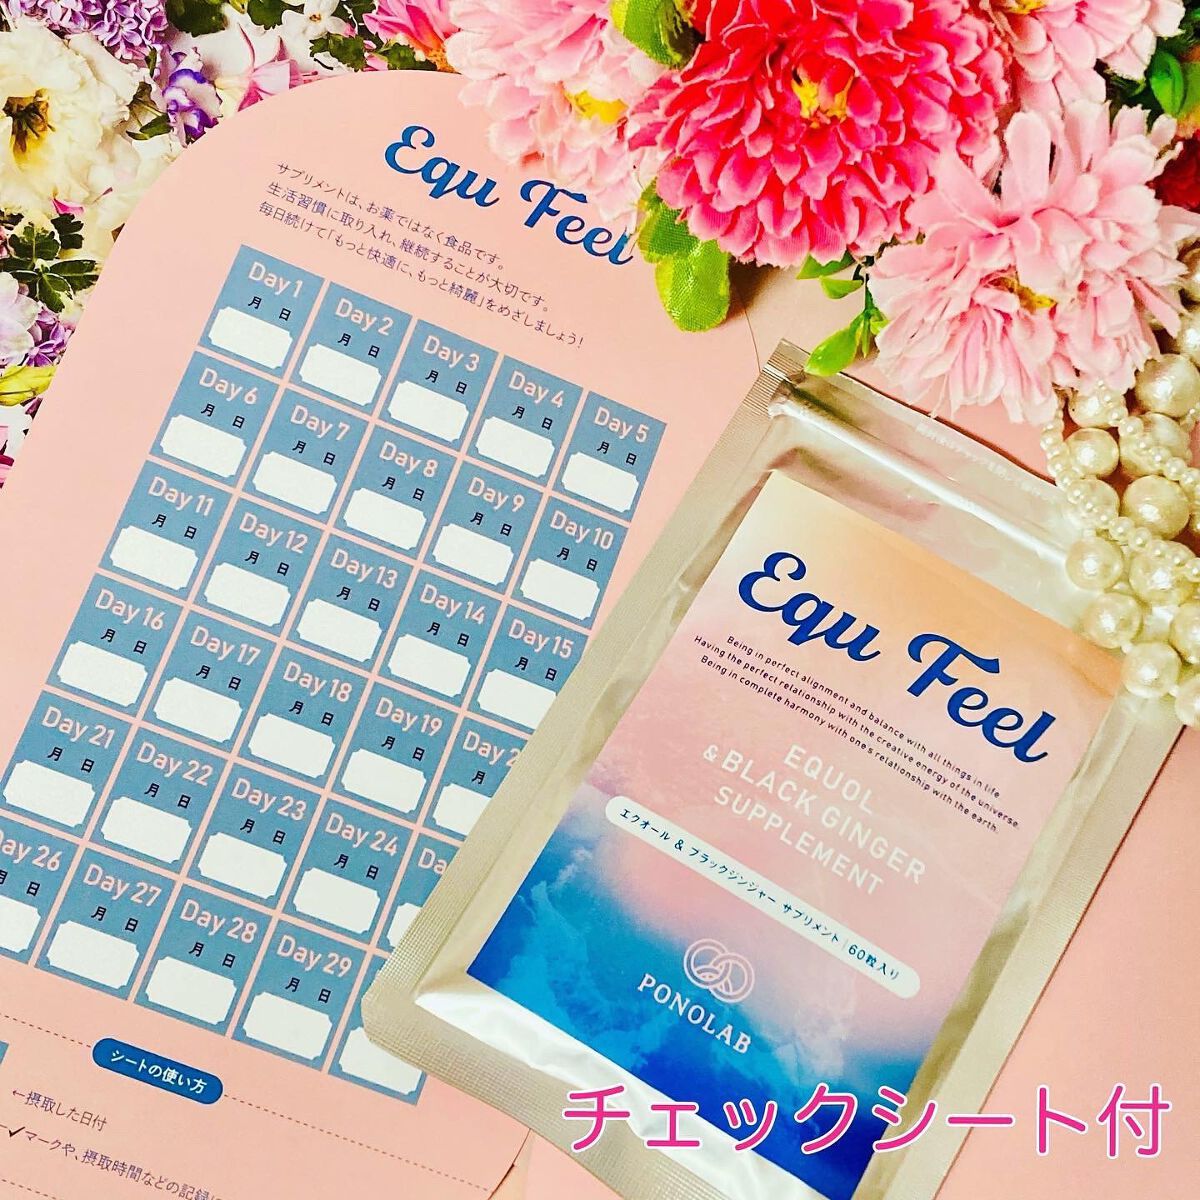 Equ Feel
サプリメントは、お薬ではなく食品です。
生活習慣に取り入れ、継続することが大切です。
毎日続けて「もっと快適に、もっと綺麗」をめざしましょう!
Day 1
月 日
Day 2
月 日
Day 3
月 日
Day 4
月 日
Day 5
月 日
Day 6
月 日
Day 7
月 日
Day 8
月 日
Day 9
月 日
Day 10
月 日
Day 11
月 日
Day 12
月 日
Day 13
月 日
Day 14
月 日
Day 15
月 日
Day 16
月 日
Day 17
月 日
Day 18
月 日
Day 19
月 日
Day 2
Day 21
月 日
Day 22
月 日
Day 23
月 日
Day 24
月 日
Da
Day 26
月 日
Day 27
月 日
Day 28
月 日
Day 29
月 日
シートの使い方
←摂取した日付
✓マークや、摂取時間などの記録に
Equ Feel
Being in perfect alignment and balance with all things in life
Having the perfect relationship with the creative energy of the universe.
Being in complete harmony with one's relationship with the earth.
EQUOL
& BLACK GINGER
SUPPLEMENT
エクオール & ブラックジンジャー サプリメント | 60粒入り
PONOLAB
チェックシート付